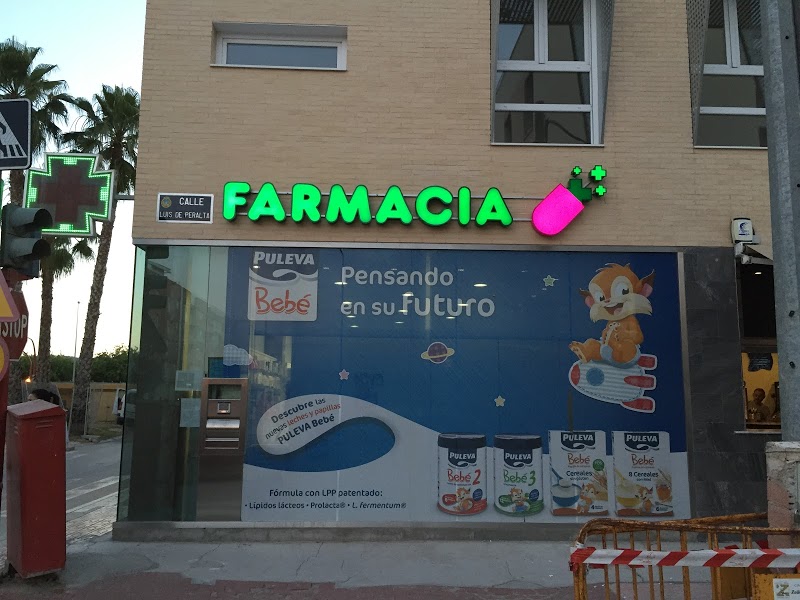 CALLE
LUIS DE PERALTA
FARMACIA
STOP
PULEVA
Bebé
Pensando
en su futuro
Descubre las
nuevas leches y papillas
PULEVA Bebé
Fórmula con LPP patentado:
• Lípidos lácteos • Prolacta® • L. fermentum®
PULEVA
Bebé 2
PULEVA
Bebé 3
PULEVA
Bebé
Cereales
PULEVA
Bebé
8 Cereales